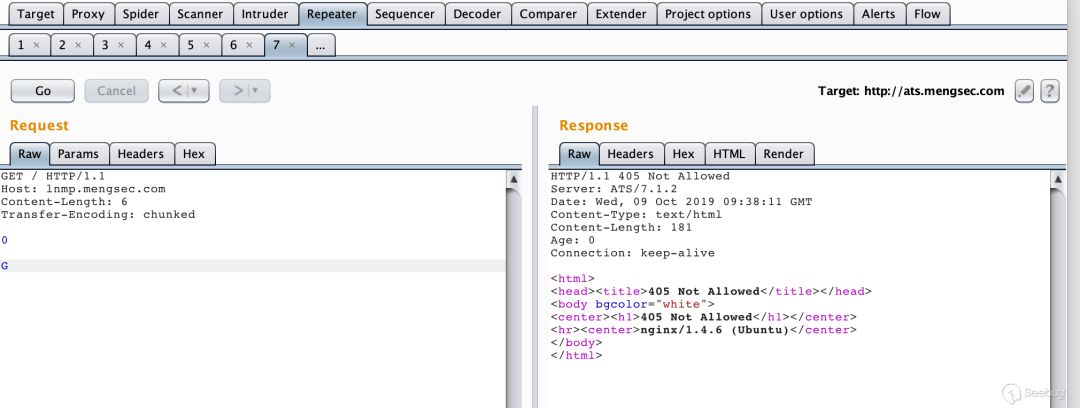 Target Proxy Spider Scanner Intruder Repeater Sequencer Decoder Comparer Extender Project options User options Alerts Flow
1 × 2 × 3 × 4 × 5 × 6 × 7 × ...
Go Cancel < ▼ > ▼ Target: http://ats.mengsec.com ?
Request
Raw Params Headers Hex
GET / HTTP/1.1
Host: lnmp.mengsec.com
Content-Length: 6
Transfer-Encoding: chunked
0
G
Response
Raw Headers Hex HTML Render
HTTP/1.1 405 Not Allowed
Server: ATS/7.1.2
Date: Wed, 09 Oct 2019 09:38:11 GMT
Content-Type: text/html
Content-Length: 181
Age: 0
Connection: keep-alive
<html>
<head><title>405 Not Allowed</title></head>
<body bgcolor="white">
<center><h1>405 Not Allowed</h1></center>
<hr><center>nginx/1.4.6 (Ubuntu)</center>
</body>
</html>
Seebug